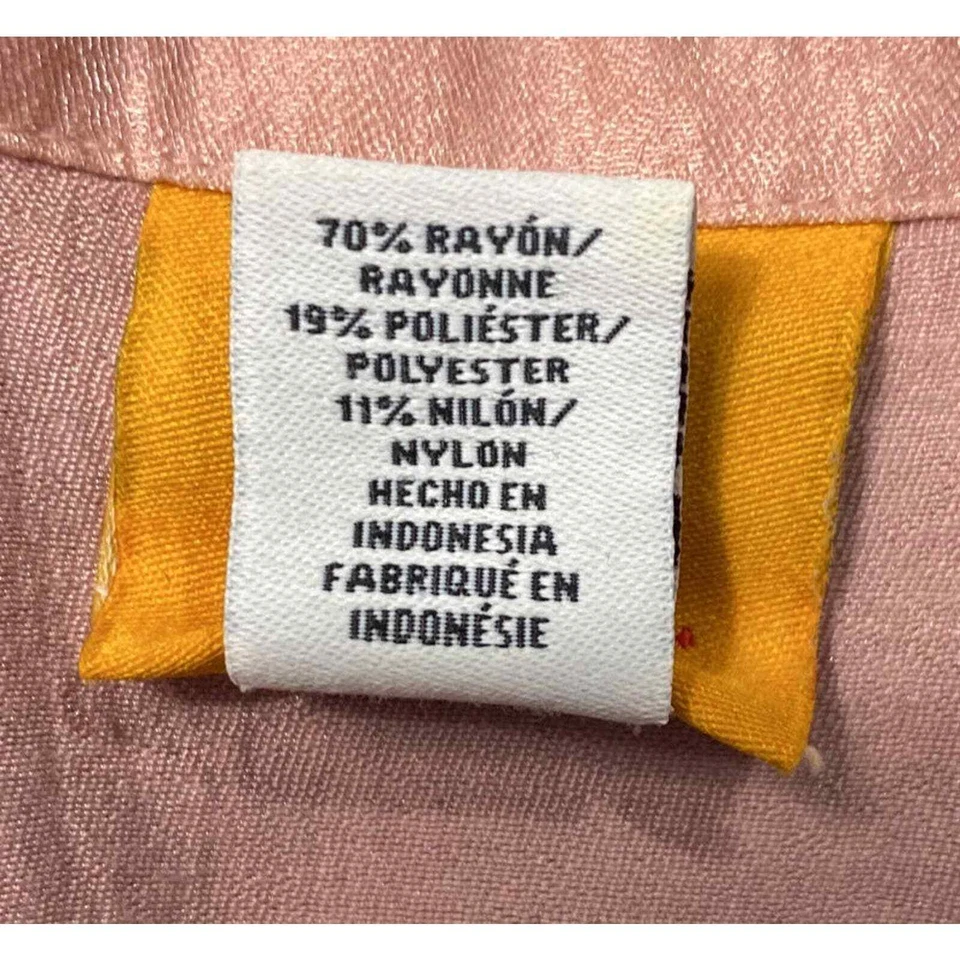 70% RAYÓN/
RAYONNE
19% POLIÉSTER/
POLYESTER
11% NILÓN/
NYLON
HECHO EN
INDONESIA
FABRIQUÉ EN
INDONÉSIE